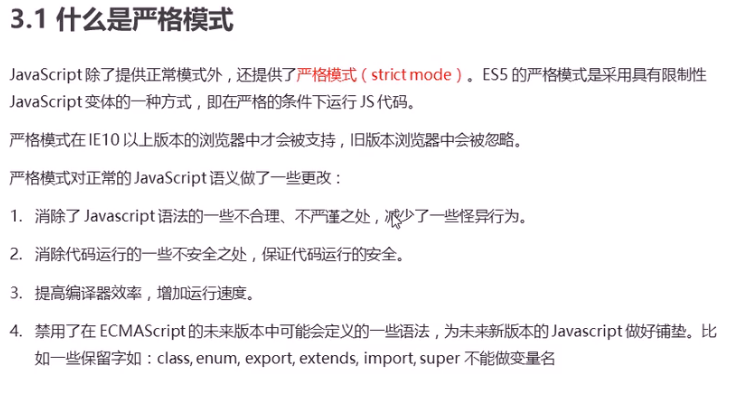 3.1 什么是严格模式
JavaScript 除了提供正常模式外，还提供了严格模式（strict mode）。ES5 的严格模式是采用具有限制性
JavaScript 变体的一种方式，即在严格的条件下运行 JS 代码。
严格模式在 IE10 以上版本的浏览器中才会被支持，旧版本浏览器中会被忽略。
严格模式对正常的 JavaScript 语义做了一些更改：
1. 消除了 Javascript 语法的一些不合理、不严谨之处，减少了一些怪异行为。
2. 消除代码运行的一些不安全之处，保证代码运行的安全。
3. 提高编译器效率，增加运行速度。
4. 禁用了在 ECMAScript 的未来版本中可能会定义的一些语法，为未来新版本的 Javascript 做好铺垫。比
如一些保留字如：class, enum, export, extends, import, super 不能做变量名